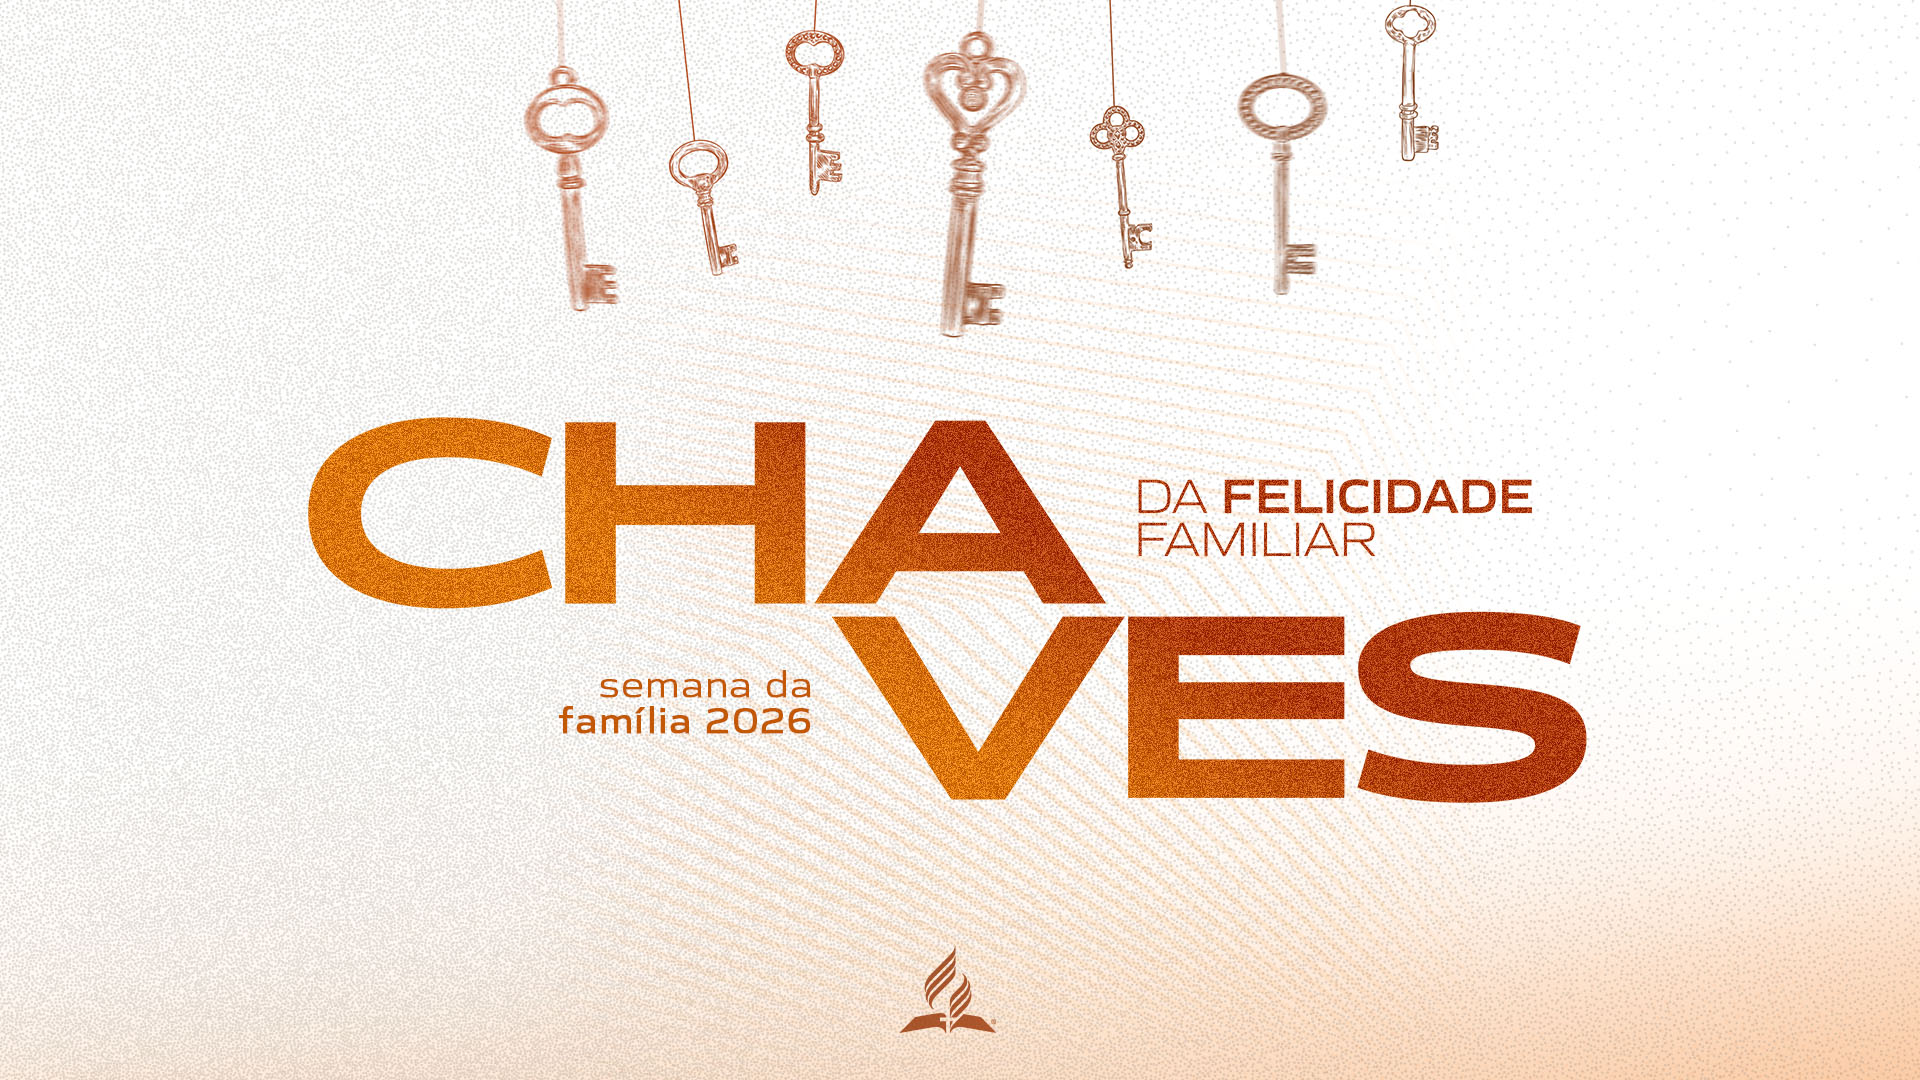 CHA
DA FELICIDADE
FAMILIAR
VES
semana da
família 2026